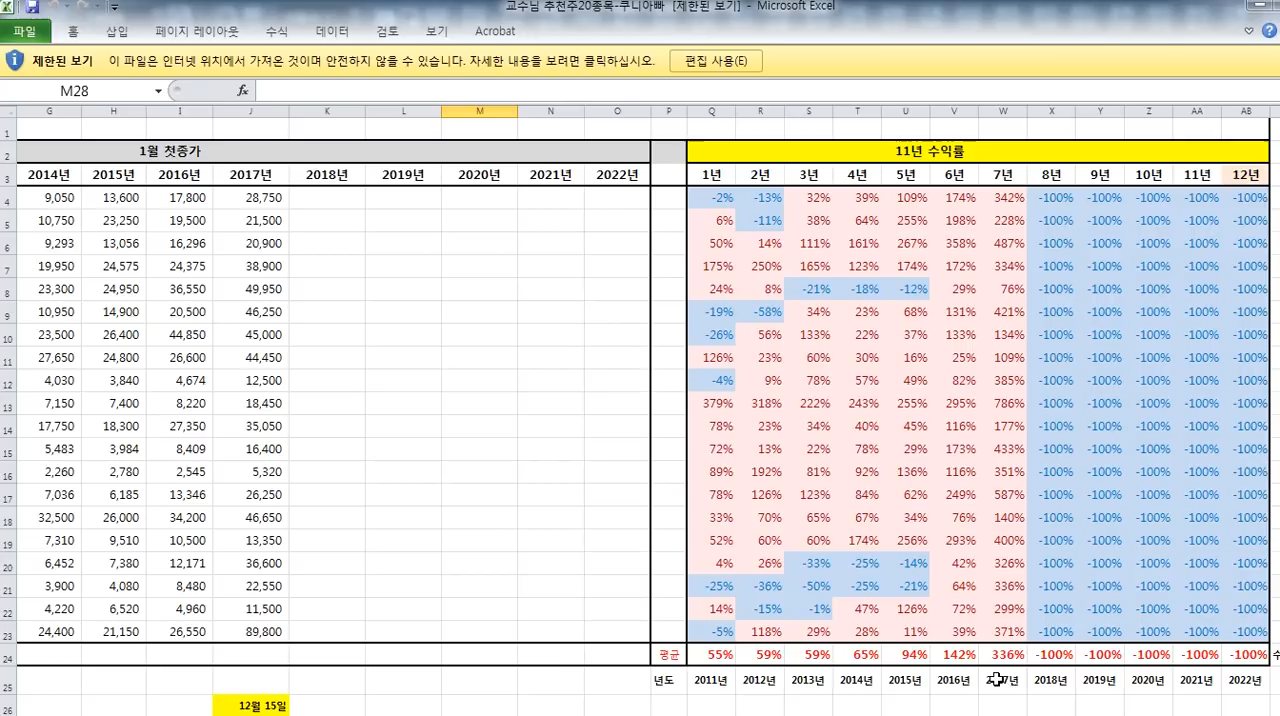 교수님 추천주20종목-쿠니아빠 [제한된 보기] - Microsoft Excel
파일 홈 삽입 페이지 레이아웃 수식 데이터 검토 보기 Acrobat
제한된 보기 이 파일은 인터넷 위치에서 가져온 것이며 안전하지 않을 수 있습니다. 자세한 내용을 보려면 클릭하십시오. 편집 사용(E)
M28 fx
G H I J K L M N O P Q R S T U V W X Y Z AA AB
1
2 1월 첫종가 11년 수익률
3 2014년 2015년 2016년 2017년 2018년 2019년 2020년 2021년 2022년 1년 2년 3년 4년 5년 6년 7년 8년 9년 10년 11년 12년
4 9,050 13,600 17,800 28,750 -2% -13% 32% 39% 109% 174% 342% -100% -100% -100% -100% -100%
5 10,750 23,250 19,500 21,500 6% -11% 38% 64% 255% 198% 228% -100% -100% -100% -100% -100%
6 9,293 13,056 16,296 20,900 50% 14% 111% 161% 267% 358% 487% -100% -100% -100% -100% -100%
7 19,950 24,575 24,375 38,900 175% 250% 165% 123% 174% 172% 334% -100% -100% -100% -100% -100%
8 23,300 24,950 36,550 49,950 24% 8% -21% -18% -12% 29% 76% -100% -100% -100% -100% -100%
9 10,950 14,900 20,500 46,250 -19% -58% 34% 23% 68% 131% 421% -100% -100% -100% -100% -100%
10 23,500 26,400 44,850 45,000 -26% 56% 133% 22% 37% 133% 134% -100% -100% -100% -100% -100%
11 27,650 24,800 26,600 44,450 126% 23% 60% 30% 16% 25% 109% -100% -100% -100% -100% -100%
12 4,030 3,840 4,674 12,500 -4% 9% 78% 57% 49% 82% 385% -100% -100% -100% -100% -100%
13 7,150 7,400 8,220 18,450 379% 318% 222% 243% 255% 295% 786% -100% -100% -100% -100% -100%
14 17,750 18,300 27,350 35,050 78% 23% 34% 40% 45% 116% 177% -100% -100% -100% -100% -100%
15 5,483 3,984 8,409 16,400 72% 13% 22% 78% 29% 173% 433% -100% -100% -100% -100% -100%
16 2,260 2,780 2,545 5,320 89% 192% 81% 92% 136% 116% 351% -100% -100% -100% -100% -100%
17 7,036 6,185 13,346 26,250 78% 126% 123% 84% 62% 249% 587% -100% -100% -100% -100% -100%
18 32,500 26,000 34,200 46,650 33% 70% 65% 67% 34% 76% 140% -100% -100% -100% -100% -100%
19 7,310 9,510 10,500 13,350 52% 60% 60% 174% 256% 293% 400% -100% -100% -100% -100% -100%
20 6,452 7,380 12,171 36,600 4% 26% -33% -25% -14% 42% 326% -100% -100% -100% -100% -100%
21 3,900 4,080 8,480 22,550 -25% -36% -50% -25% -21% 64% 336% -100% -100% -100% -100% -100%
22 4,220 6,520 4,960 11,500 14% -15% -1% 47% 126% 72% 299% -100% -100% -100% -100% -100%
23 24,400 21,150 26,550 89,800 -5% 118% 29% 28% 11% 39% 371% -100% -100% -100% -100% -100%
24 평균 55% 59% 59% 65% 94% 142% 336% -100% -100% -100% -100% -100%
25 년도 2011년 2012년 2013년 2014년 2015년 2016년 2018년 2019년 2020년 2021년 2022년
26 12월 15일